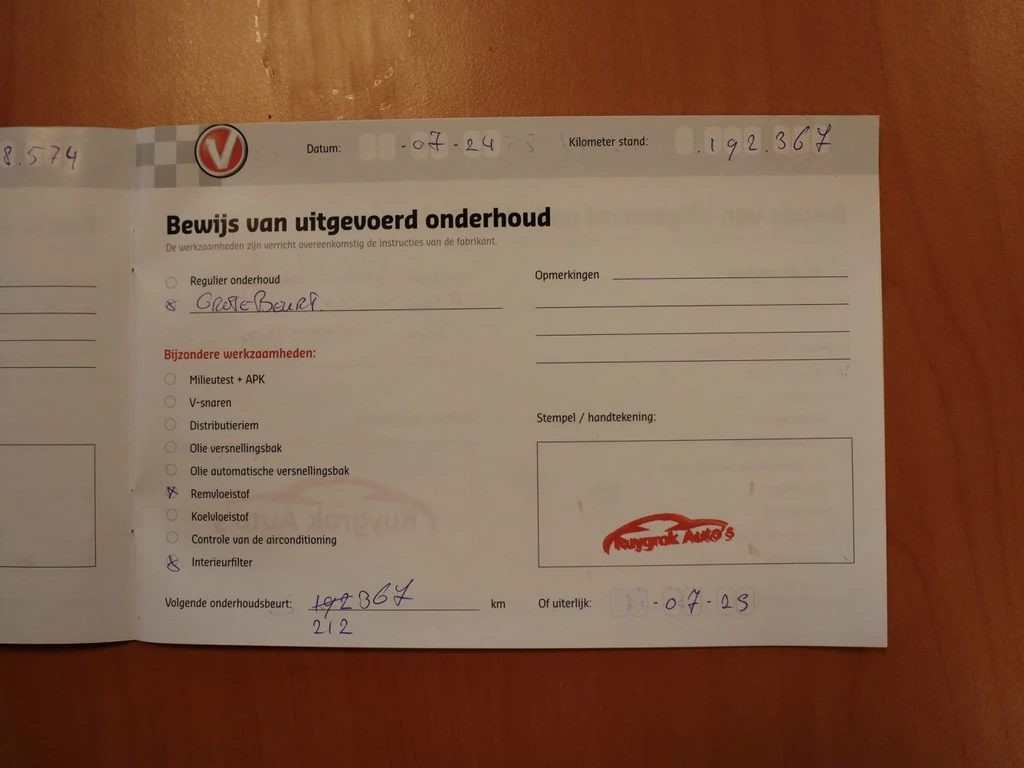 8.574
V
Datum: -07-24
Kilometer stand: .192.367
Bewijs van uitgevoerd onderhoud
De werkzaamheden zijn verricht overeenkomstig de instructies van de fabrikant.
Regulier onderhoud
GROTE BEURT.
Opmerkingen
Bijzondere werkzaamheden:
Milieutest + APK
V-snaren
Distributieriem
Olie versnellingsbak
Olie automatische versnellingsbak
Remvloeistof
Koelvloeistof
Controle van de airconditioning
Interieurfilter
Stempel / handtekening:
Ruygrok Auto's
Volgende onderhoudsbeurt: 192367 km
212
Of uiterlijk: -07-25